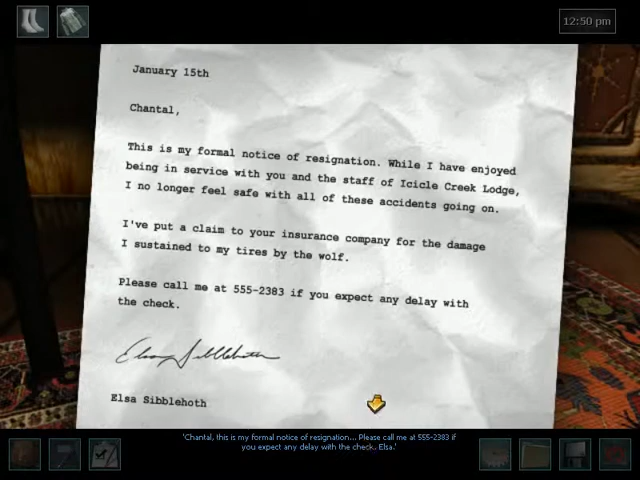 12:50 pm
January 15th
Chantal,
This is my formal notice of resignation. While I have enjoyed
being in service with you and the staff of Icicle Creek Lodge,
I no longer feel safe with all of these accidents going on.
I've put a claim to your insurance company for the damage
I sustained to my tires by the wolf.
Please call me at 555-2383 if you expect any delay with
the check.
Elsa Sibblehoth
Elsa Sibblehoth
'Chantal, this is my formal notice of resignation... Please call me at 555-2383 if
you expect any delay with the check. Elsa.'